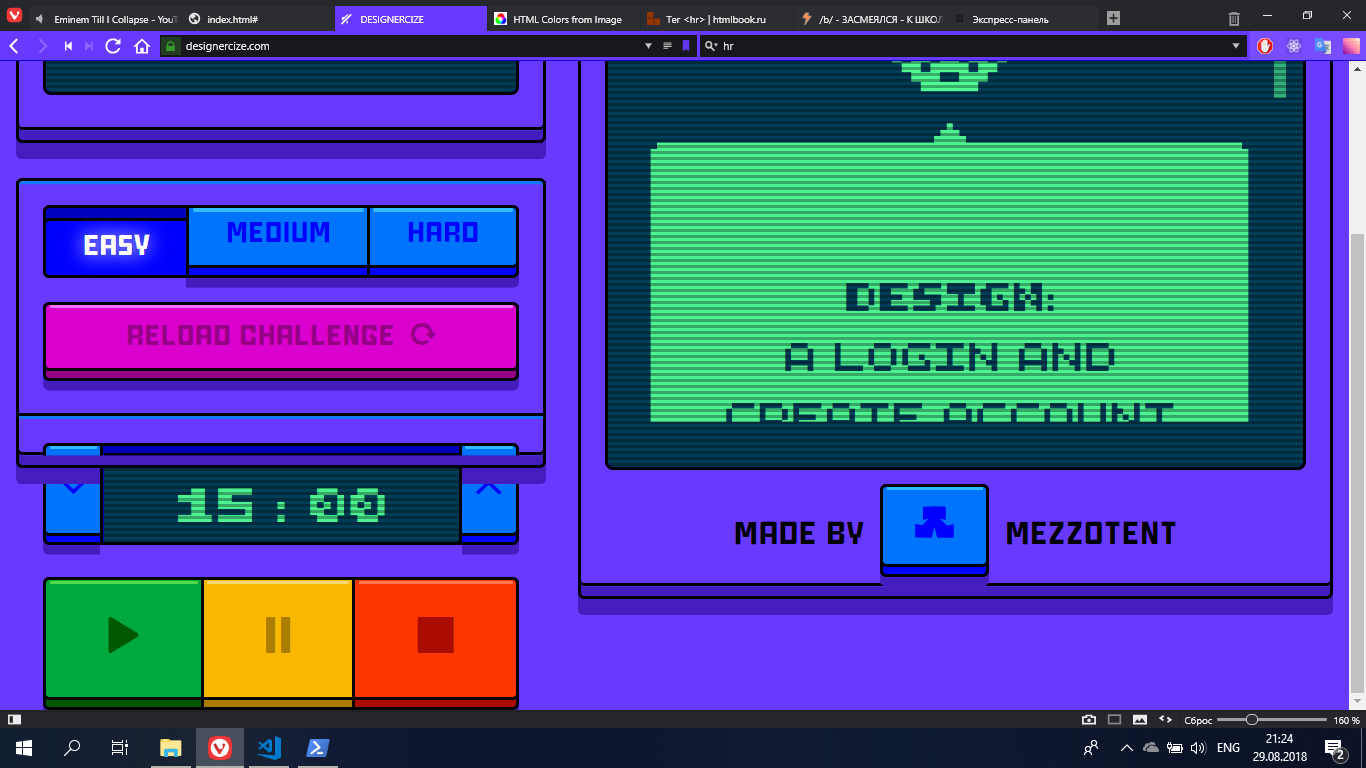 Eminem Till I Collapse - YouT
index.html#
DESIGNERCIZE
HTML Colors from Image
Тег <hr> | htmlbook.ru
/b/ - ЗАСМЕЯЛСЯ - К ШКОЛ
Экспресс-панель
designercize.com
hr
EASY
MEDIUM
HARD
RELOAD CHALLENGE
15:00
DESIGN:
A LOGIN AND
CREATE ACCOUNT
MADE BY
MEZZOTENT
Сброс
160 %
ENG
21:24
29.08.2018
2